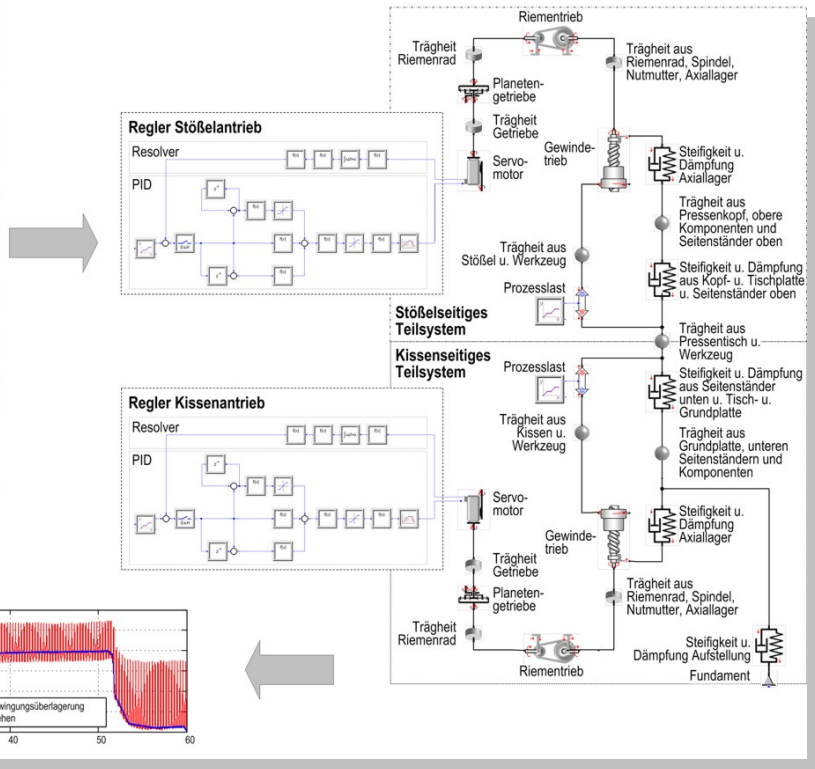 Riementrieb
Trägheit
Riemenrad
Trägheit aus
Riemenrad, Spindel,
Nutmutter, Axiallager
Planeten-
getriebe
Trägheit
Getriebe
Servo-
motor
Gewinde-
trieb
Steifigkeit u.
Dämpfung
Axiallager
Regler Stößelantrieb
Resolver
PID
Trägheit aus
Pressenkopf, obere
Komponenten und
Seitenständer oben
Trägheit aus
Stößel u. Werkzeug
Prozesslast
Steifigkeit u. Dämpfung
aus Kopf- u. Tischplatte
u. Seitenständer oben
Stößelseitiges
Teilsystem
Trägheit aus
Pressentisch u.
Werkzeug
Kissenseitiges
Teilsystem
Prozesslast
Steifigkeit u. Dämpfung
aus Seitenständer
unten u. Tisch- u.
Grundplatte
Regler Kissenantrieb
Resolver
PID
Trägheit aus
Kissen u.
Werkzeug
Trägheit aus
Grundplatte, unteren
Seitenständern und
Komponenten
Servo-
motor
Gewinde-
trieb
Steifigkeit u.
Dämpfung
Axiallager
Trägheit
Getriebe
Planeten-
getriebe
Trägheit
Riemenrad
Trägheit aus
Riemenrad, Spindel,
Nutmutter, Axiallager
Riementrieb
Steifigkeit u.
Dämpfung Aufstellung
Fundament
wingungsüberlagerung
ehen
40 50 60